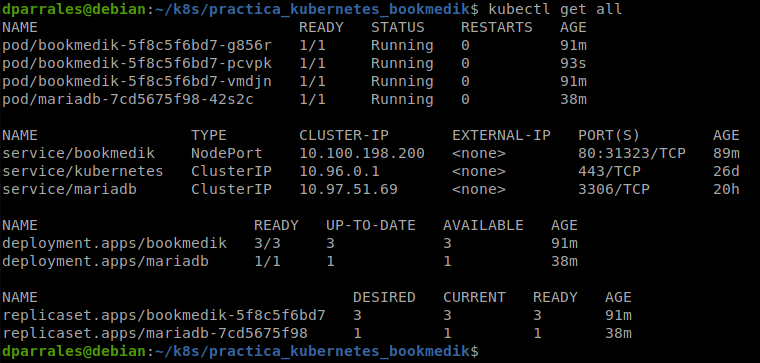 dparrales@debian:~/k8s/practica_kubernetes_bookmedik$ kubectl get all
NAME READY STATUS RESTARTS AGE
pod/bookmedik-5f8c5f6bd7-g856r 1/1 Running 0 91m
pod/bookmedik-5f8c5f6bd7-pcvpk 1/1 Running 0 93s
pod/bookmedik-5f8c5f6bd7-vmdjn 1/1 Running 0 91m
pod/mariadb-7cd5675f98-42s2c 1/1 Running 0 38m
NAME TYPE CLUSTER-IP EXTERNAL-IP PORT(S) AGE
service/bookmedik NodePort 10.100.198.200 <none> 80:31323/TCP 89m
service/kubernetes ClusterIP 10.96.0.1 <none> 443/TCP 26d
service/mariadb ClusterIP 10.97.51.69 <none> 3306/TCP 20h
NAME READY UP-TO-DATE AVAILABLE AGE
deployment.apps/bookmedik 3/3 3 3 91m
deployment.apps/mariadb 1/1 1 1 38m
NAME DESIRED CURRENT READY AGE
replicaset.apps/bookmedik-5f8c5f6bd7 3 3 3 91m
replicaset.apps/mariadb-7cd5675f98 1 1 1 38m
dparrales@debian:~/k8s/practica_kubernetes_bookmedik$